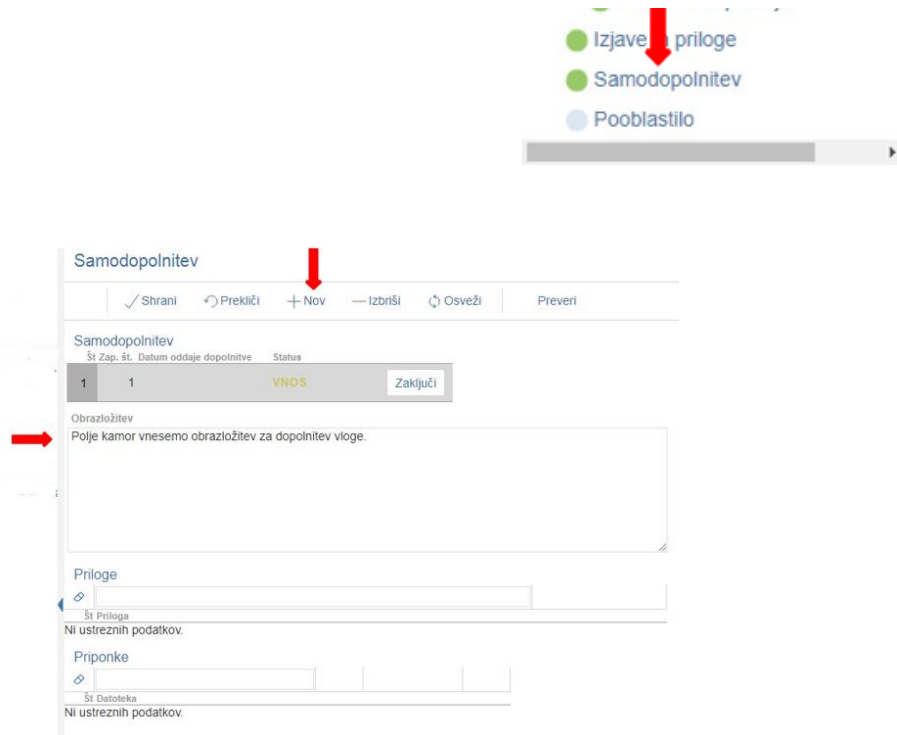 Izjave in priloge
Samodopolnitev
Pooblastilo
Samodopolnitev
Shrani Prekliči Nov Izbriši Osveži Preveri
Samodopolnitev
Št Zap. št. Datum oddaje dopolnitve Status
1 1 VNOS Zaključi
Obrazložitev
Polje kamor vnesemo obrazložitev za dopolnitev vloge.
Priloge
Št Priloga
Ni ustreznih podatkov.
Priponke
Št Datoteka
Ni ustreznih podatkov.